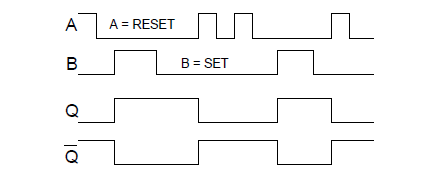 A A = RESET
B B = SET
Q
Q̅